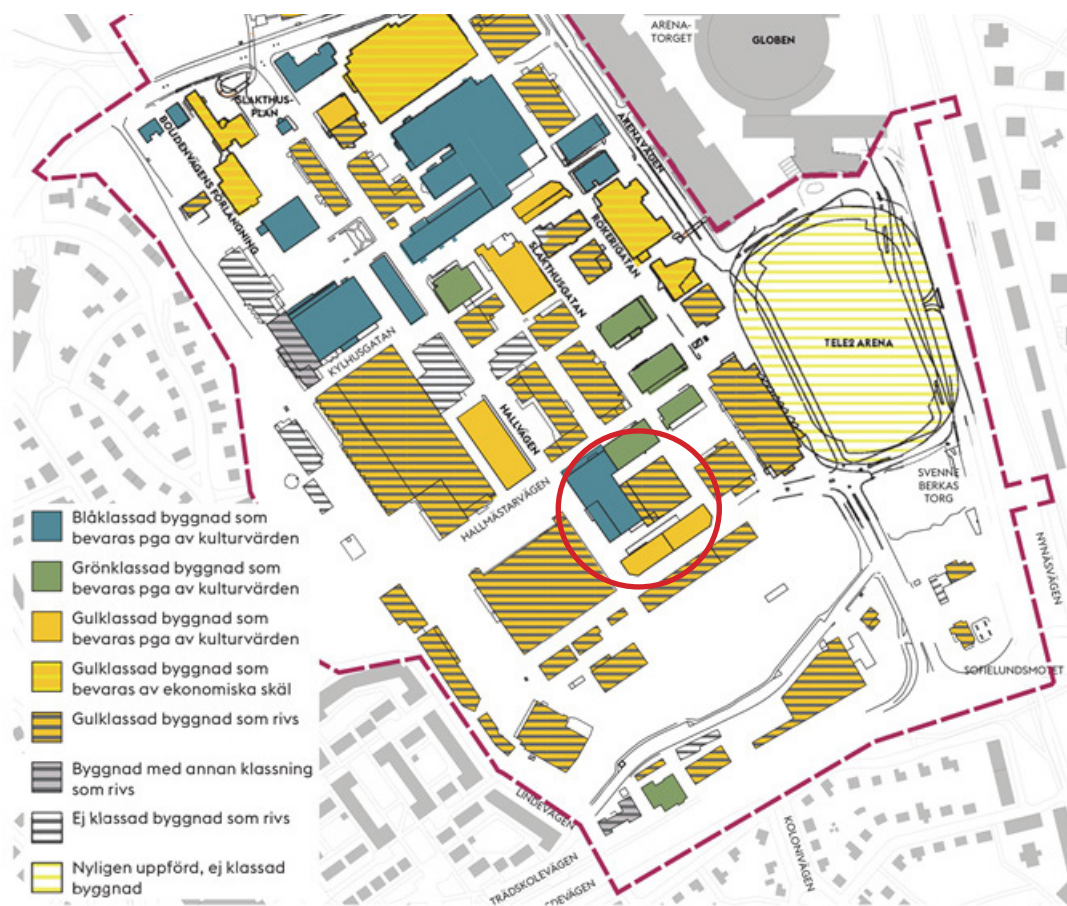 ARENA-
TORGET
GLOBEN
SLAKTHUS-
PLAN
BOLIDENVÄGENS FÖRLÄNGNING
ARENAVÄGEN
RÖKERIGATAN
SLAKTHUSGATAN
KYLHUSGATAN
HALLVÄGEN
HALLMÄSTARVÄGEN
TELE2 ARENA
SVENNE
BERKAS
TORG
NYNÄSVÄGEN
SOFIELUNDSMOTET
LINDEVÄGEN
KOLONIVÄGEN
TRÄDSKOLEVÄGEN
DEVÄGEN
Blåklassad byggnad som
bevaras pga av kulturvärden
Grönklassad byggnad som
bevaras pga av kulturvärden
Gulklassad byggnad som
bevaras pga av kulturvärden
Gulklassad byggnad som
bevaras av ekonomiska skäl
Gulklassad byggnad som rivs
Byggnad med annan klassning
som rivs
Ej klassad byggnad som rivs
Nyligen uppförd, ej klassad
byggnad